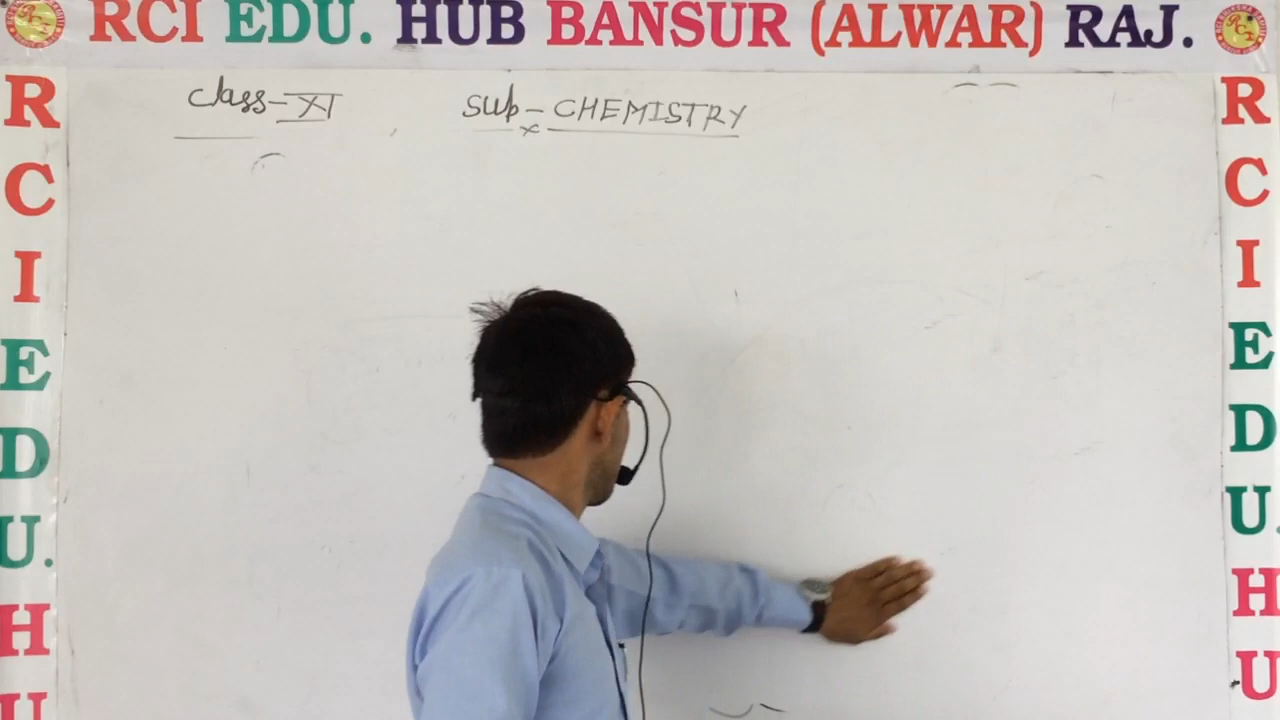 RCI EDU. HUB BANSUR (ALWAR) RAJ.
Class-XI Sub-CHEMISTRY
R
C
I
E
D
U.
H
U
R
C
I
E
D
U.
H
U